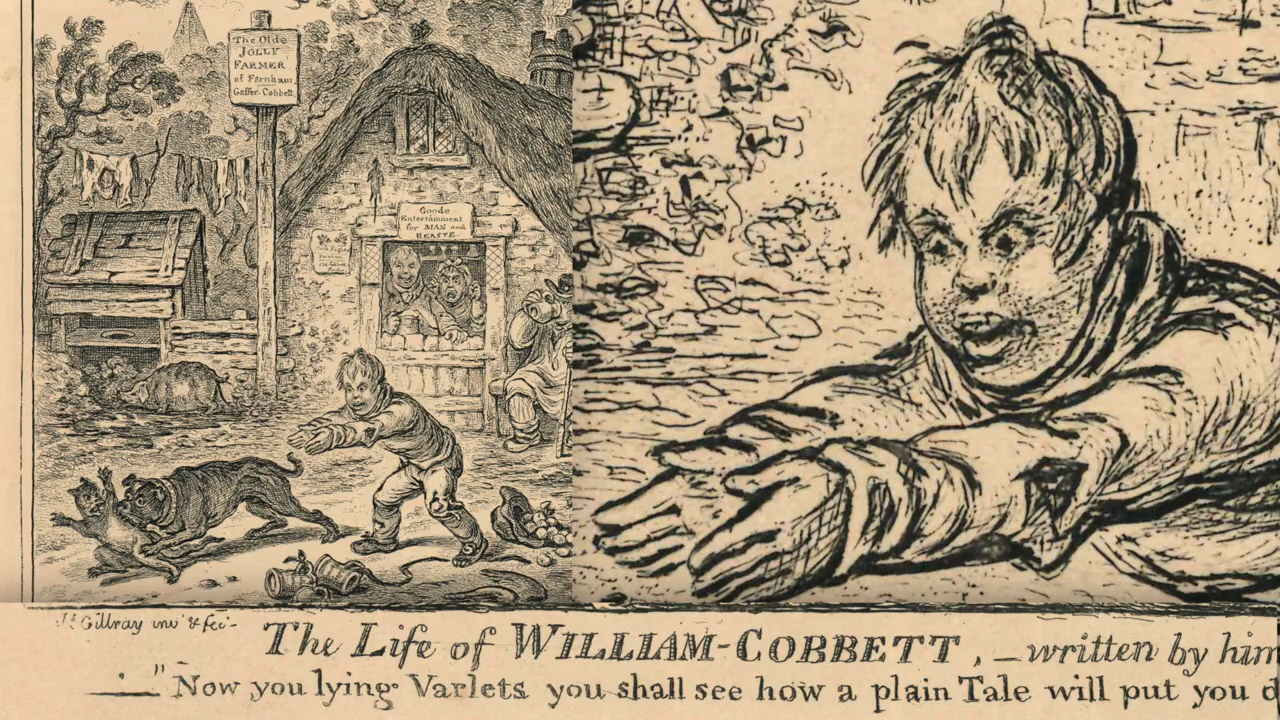 The Olde
JOLLY
FARMER.
of Farnham
Gaffer-Cobbett.
Goode
Entertainment
for MAN and
BEASTE
Js. Gillray inv. & fec-
The Life of WILLIAM-COBBETT, — written by him
" Now you lying Varlets you shall see how a plain Tale will put you d